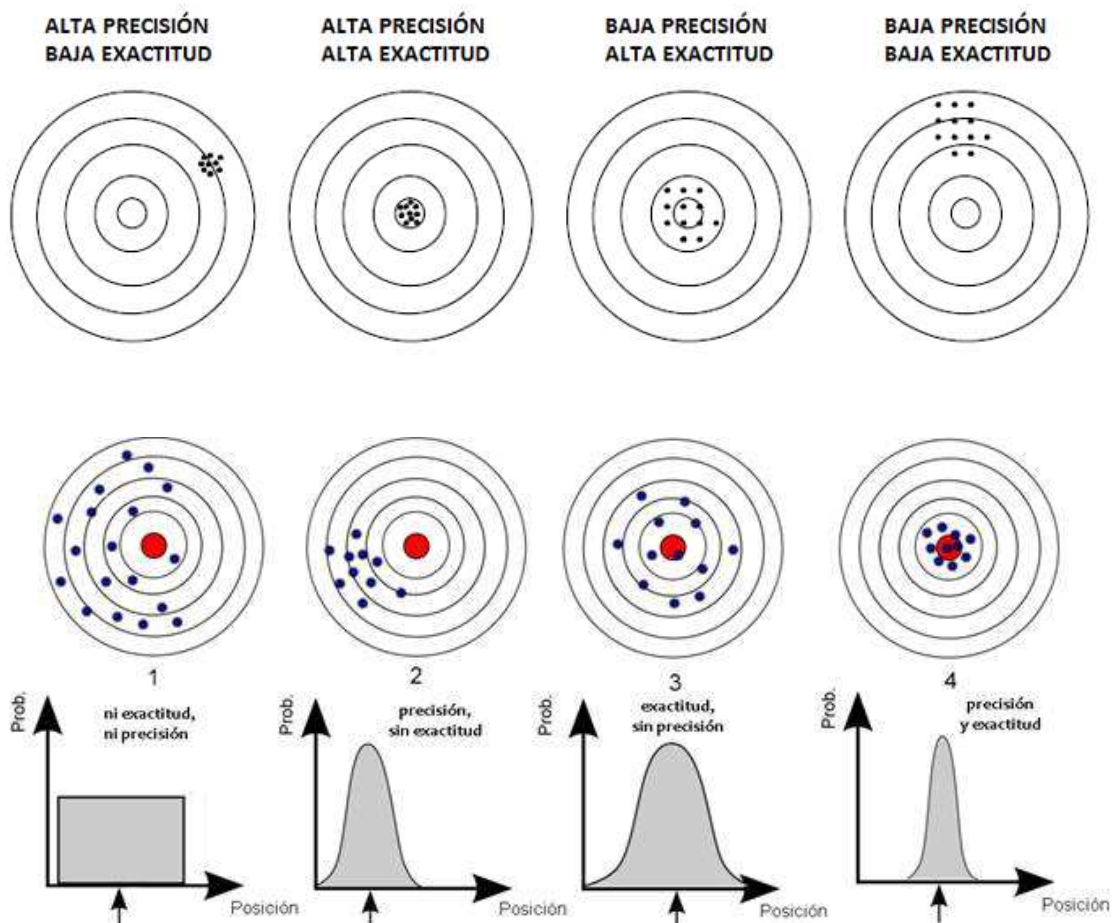 ALTA PRECISIÓN
BAJA EXACTITUD
ALTA PRECISIÓN
ALTA EXACTITUD
BAJA PRECISIÓN
ALTA EXACTITUD
BAJA PRECISIÓN
BAJA EXACTITUD
1
2
3
4
Prob.
ni exactitud,
ni precisión
Posición
Prob.
precisión,
sin exactitud
Posición
Prob.
exactitud,
sin precisión
Posición
Prob.
precisión
y exactitud
Posición